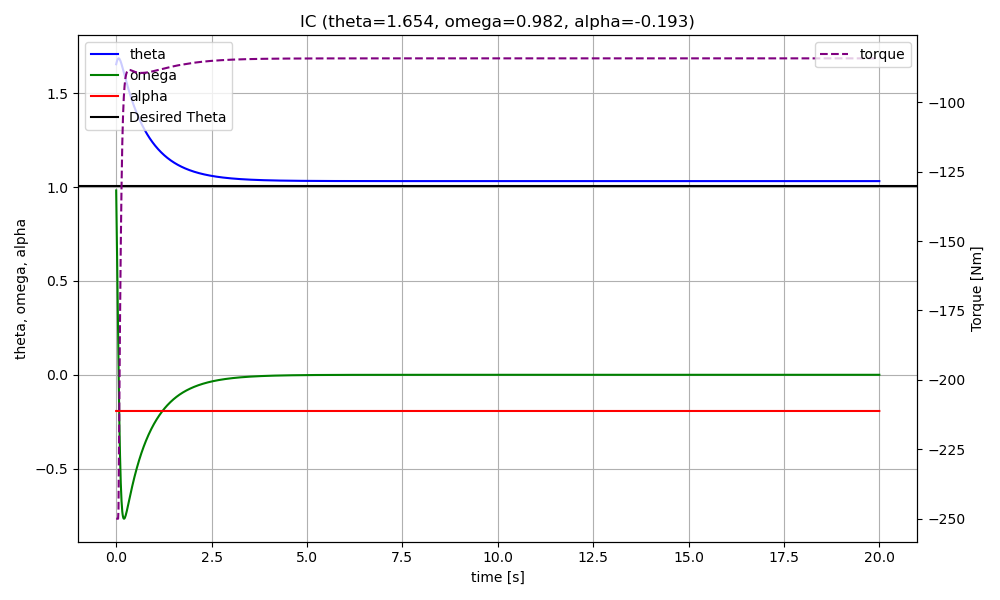 IC (theta=1.654, omega=0.982, alpha=-0.193)
theta
omega
alpha
Desired Theta
torque
1.5
1.0
0.5
0.0
−0.5
theta, omega, alpha
−100
−125
−150
−175
−200
−225
−250
Torque [Nm]
0.0
2.5
5.0
7.5
10.0
12.5
15.0
17.5
20.0
time [s]